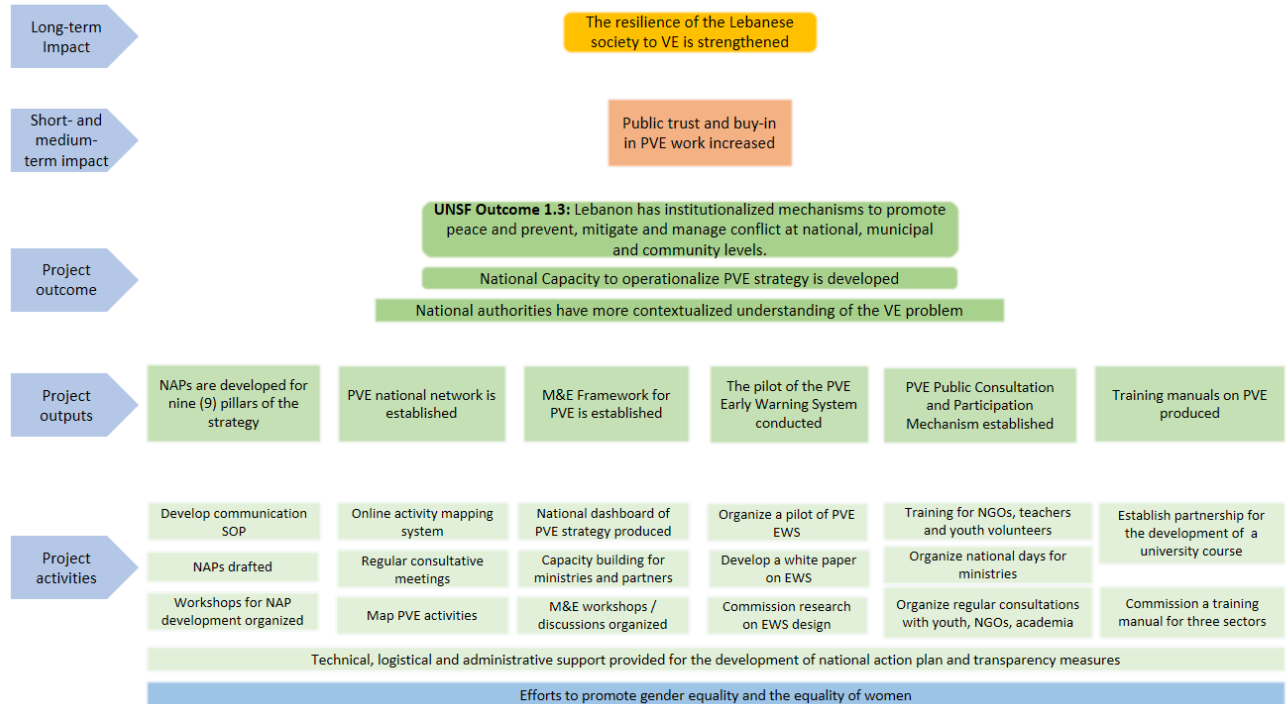 Long-term
Impact
The resilience of the Lebanese
society to VE is strengthened
Short- and
medium-
term impact
Public trust and buy-in
in PVE work increased
UNSF Outcome 1.3: Lebanon has institutionalized mechanisms to promote
peace and prevent, mitigate and manage conflict at national, municipal
and community levels.
Project
outcome
National Capacity to operationalize PVE strategy is developed
National authorities have more contextualized understanding of the VE problem
Project
outputs
NAPs are developed for
nine (9) pillars of the
strategy
PVE national network is
established
M&E Framework for
PVE is established
The pilot of the PVE
Early Warning System
conducted
PVE Public Consultation
and Participation
Mechanism established
Training manuals on PVE
produced
Project
activities
Develop communication
SOP
Online activity mapping
system
National dashboard of
PVE strategy produced
Organize a pilot of PVE
EWS
Training for NGOs, teachers
and youth volunteers
Establish partnership for
the development of a
university course
NAPs drafted
Regular consultative
meetings
Capacity building for
ministries and partners
Develop a white paper
on EWS
Organize national days for
ministries
Workshops for NAP
development organized
Map PVE activities
M&E workshops /
discussions organized
Commission research
on EWS design
Organize regular consultations
with youth, NGOs, academia
Commission a training
manual for three sectors
Technical, logistical and administrative support provided for the development of national action plan and transparency measures
Efforts to promote gender equality and the equality of women